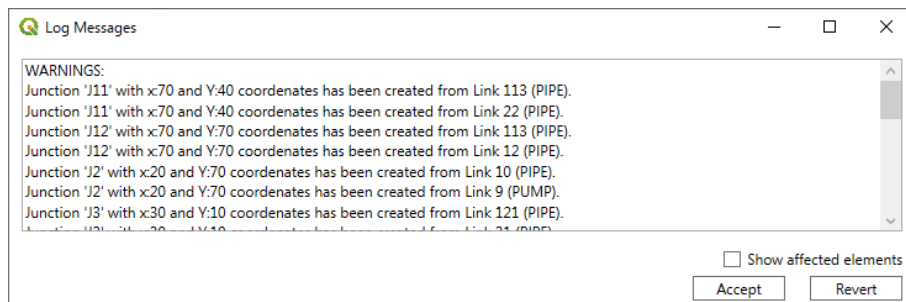 Log Messages
WARNINGS:
Junction 'J11' with x:70 and Y:40 coordenates has been created from Link 113 (PIPE).
Junction 'J11' with x:70 and Y:40 coordenates has been created from Link 22 (PIPE).
Junction 'J12' with x:70 and Y:70 coordenates has been created from Link 113 (PIPE).
Junction 'J12' with x:70 and Y:70 coordenates has been created from Link 12 (PIPE).
Junction 'J2' with x:20 and Y:70 coordenates has been created from Link 10 (PIPE).
Junction 'J2' with x:20 and Y:70 coordenates has been created from Link 9 (PUMP).
Junction 'J3' with x:30 and Y:10 coordenates has been created from Link 121 (PIPE).
Show affected elements
Accept Revert